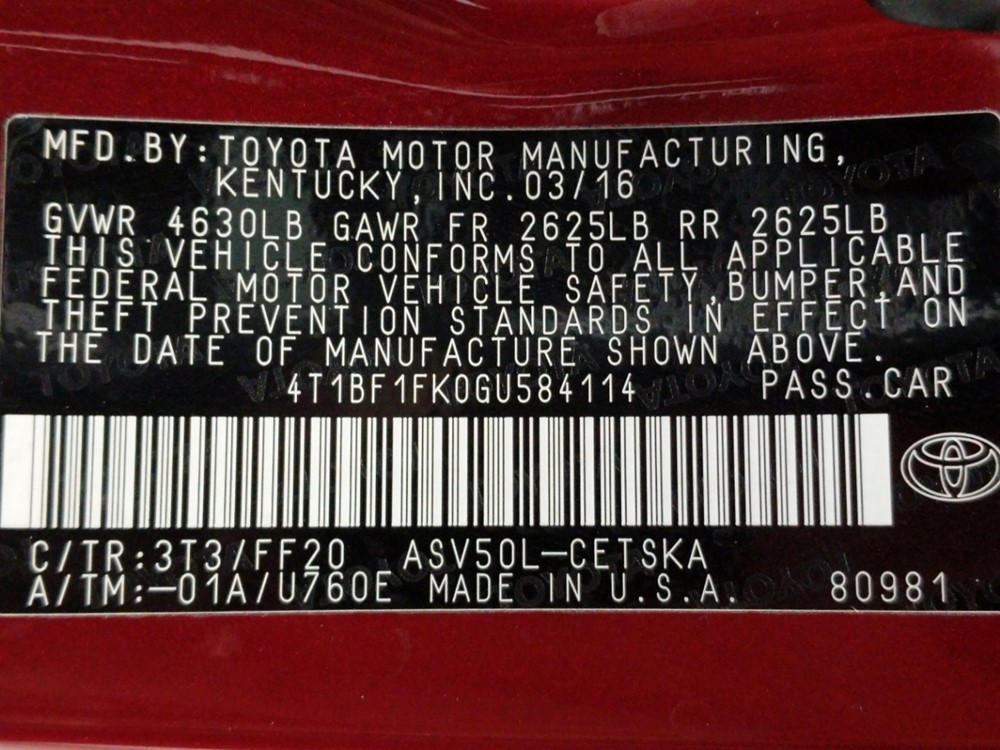 MFD.BY:TOYOTA MOTOR MANUFACTURING,
KENTUCKY,INC.03/16
GVWR 4630LB GAWR FR 2625LB RR 2625LB
THIS VEHICLE CONFORMS TO ALL APPLICABLE
FEDERAL MOTOR VEHICLE SAFETY,BUMPER,AND
THEFT PREVENTION STANDARDS IN EFFECT ON
THE DATE OF MANUFACTURE SHOWN ABOVE.
4T1BF1FK0GU584114 PASS.CAR
C/TR:3T3/FF20 ASV50L-CETSKA
A/TM:-01A/U760E MADE IN U.S.A. 80981